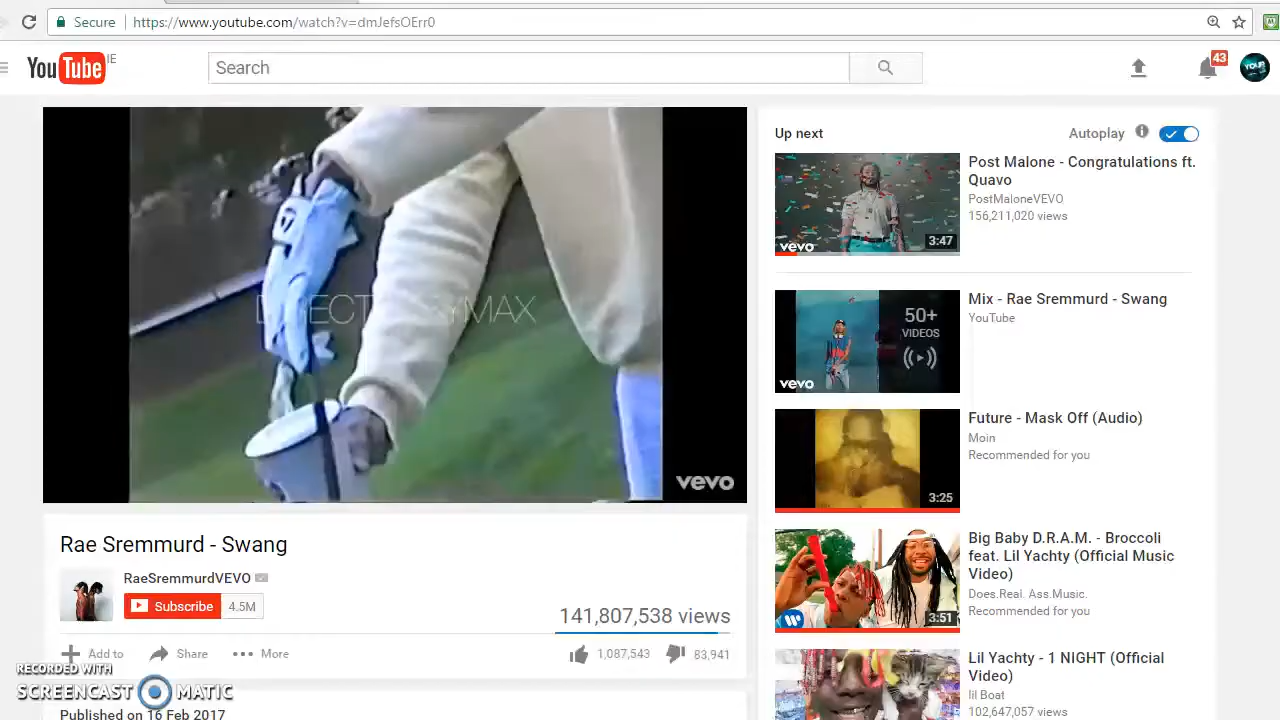 Secure
https://www.youtube.com/watch?v=dmJefsOErr0
YouTube IE
Search
43
YOUR
vevo
Rae Sremmurd - Swang
RaeSremmurdVEVO
Subscribe 4.5M
141,807,538 views
Add to
Share
More
1,087,543
83,941
RECORDED WITH
SCREENCAST MATIC
Published on 16 Feb 2017
Up next
Autoplay
Post Malone - Congratulations ft.
Quavo
PostMaloneVEVO
156,211,020 views
vevo
3:47
Mix - Rae Sremmurd - Swang
YouTube
50+
VIDEOS
vevo
Future - Mask Off (Audio)
Moin
Recommended for you
3:25
Big Baby D.R.A.M. - Broccoli
feat. Lil Yachty (Official Music
Video)
Does.Real. Ass.Music.
Recommended for you
3:51
Lil Yachty - 1 NIGHT (Official
Video)
lil Boat
102,647,057 views